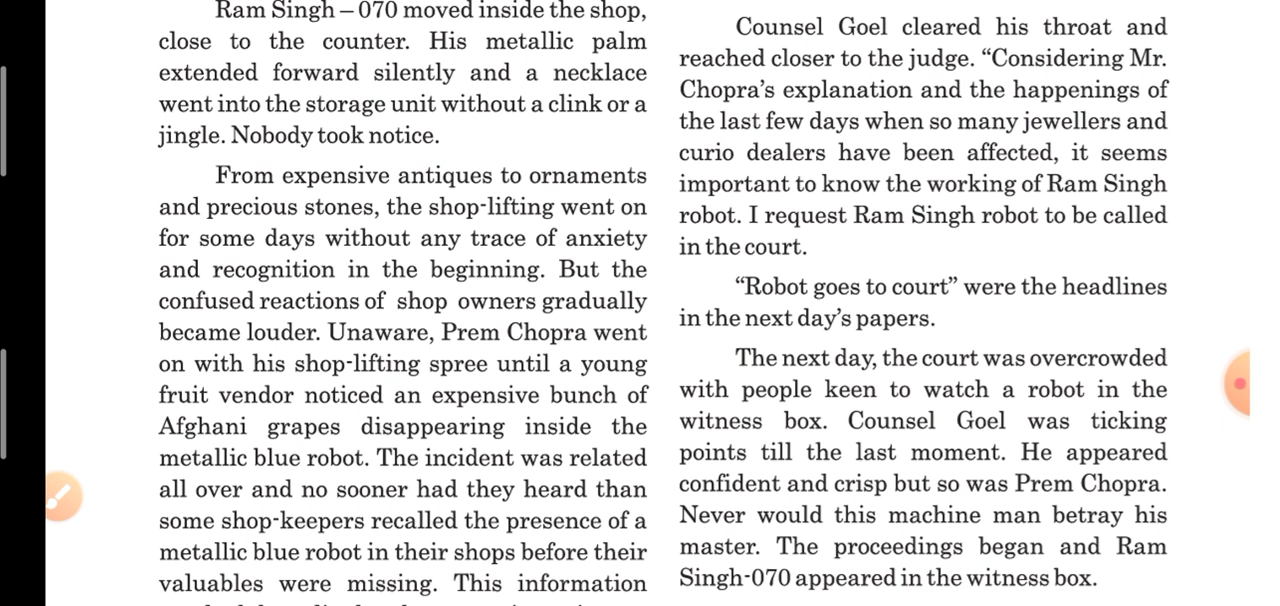 Ram Singh – 070 moved inside the shop,
close to the counter. His metallic palm
extended forward silently and a necklace
went into the storage unit without a clink or a
jingle. Nobody took notice.
From expensive antiques to ornaments
and precious stones, the shop-lifting went on
for some days without any trace of anxiety
and recognition in the beginning. But the
confused reactions of shop owners gradually
became louder. Unaware, Prem Chopra went
on with his shop-lifting spree until a young
fruit vendor noticed an expensive bunch of
Afghani grapes disappearing inside the
metallic blue robot. The incident was related
all over and no sooner had they heard than
some shop-keepers recalled the presence of a
metallic blue robot in their shops before their
valuables were missing. This information
Counsel Goel cleared his throat and
reached closer to the judge. “Considering Mr.
Chopra’s explanation and the happenings of
the last few days when so many jewellers and
curio dealers have been affected, it seems
important to know the working of Ram Singh
robot. I request Ram Singh robot to be called
in the court.
“Robot goes to court” were the headlines
in the next day’s papers.
The next day, the court was overcrowded
with people keen to watch a robot in the
witness box. Counsel Goel was ticking
points till the last moment. He appeared
confident and crisp but so was Prem Chopra.
Never would this machine man betray his
master. The proceedings began and Ram
Singh-070 appeared in the witness box.